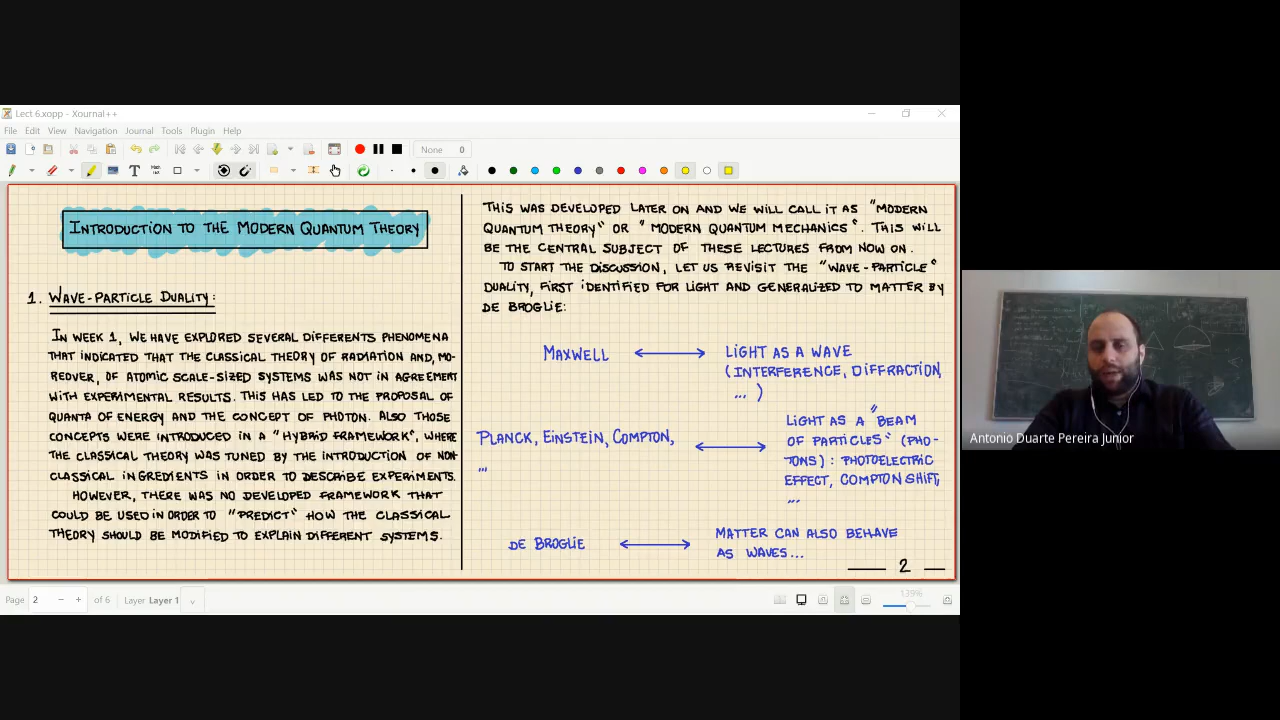 Lect 6.xopp - Xournal++
File Edit View Navigation Journal Tools Plugin Help
None 0
INTRODUCTION TO THE MODERN QUANTUM THEORY
1. WAVE-PARTICLE DUALITY:
IN WEEK 1, WE HAVE EXPLORED SEVERAL DIFFERENTS PHENOMENA
THAT INDICATED THAT THE CLASSICAL THEORY OF RADIATION AND, MO-
REOVER, OF ATOMIC SCALE-SIZED SYSTEMS WAS NOT IN AGREEMENT
WITH EXPERIMENTAL RESULTS. THIS HAS LED TO THE PROPOSAL OF
QUANTA OF ENERGY AND THE CONCEPT OF PHOTON. ALSO THOSE
CONCEPTS WERE INTRODUCED IN A "HYBRID FRAMEWORK", WHERE
THE CLASSICAL THEORY WAS TUNED BY THE INTRODUCTION OF NON
CLASSICAL INGREDIENTS IN ORDER TO DESCRIBE EXPERIMENTS.
HOWEVER, THERE WAS NO DEVELOPED FRAMEWORK THAT
COULD BE USED IN ORDER TO "PREDICT" HOW THE CLASSICAL
THEORY SHOULD BE MODIFIED TO EXPLAIN DIFFERENT SYSTEMS.
THIS WAS DEVELOPED LATER ON AND WE WILL CALL IT AS "MODERN
QUANTUM THEORY" OR "MODERN QUANTUM MECHANICS". THIS WILL
BE THE CENTRAL SUBJECT OF THESE LECTURES FROM NOW ON.
TO START THE DISCUSSION, LET US REVISIT THE "WAVE-PARTICLE"
DUALITY, FIRST IDENTIFIED FOR LIGHT AND GENERALIZED TO MATTER BY
DE BROGLIE:
MAXWELL ↔ LIGHT AS A WAVE
(INTERFERENCE, DIFFRACTION,
...)
PLANCK, EINSTEIN, COMPTON,
...
↔ LIGHT AS A "BEAM
OF PARTICLES" (PHO-
TONS): PHOTOELECTRIC
EFFECT, COMPTON SHIFT,
...
DE BROGLIE ↔ MATTER CAN ALSO BEHAVE
AS WAVES...
2
Page 2 of 6 Layer Layer 1
139%
Antonio Duarte Pereira Junior